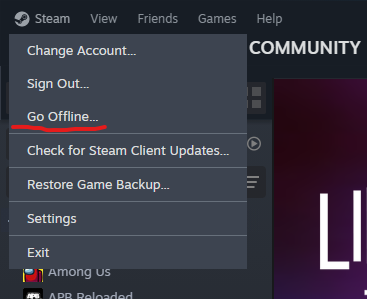 Steam View Friends Games Help
Change Account...
COMMUNITY
Sign Out...
Go Offline...
Check for Steam Client Updates...
Restore Game Backup...
Settings
Exit
Among Us
APB Reloaded